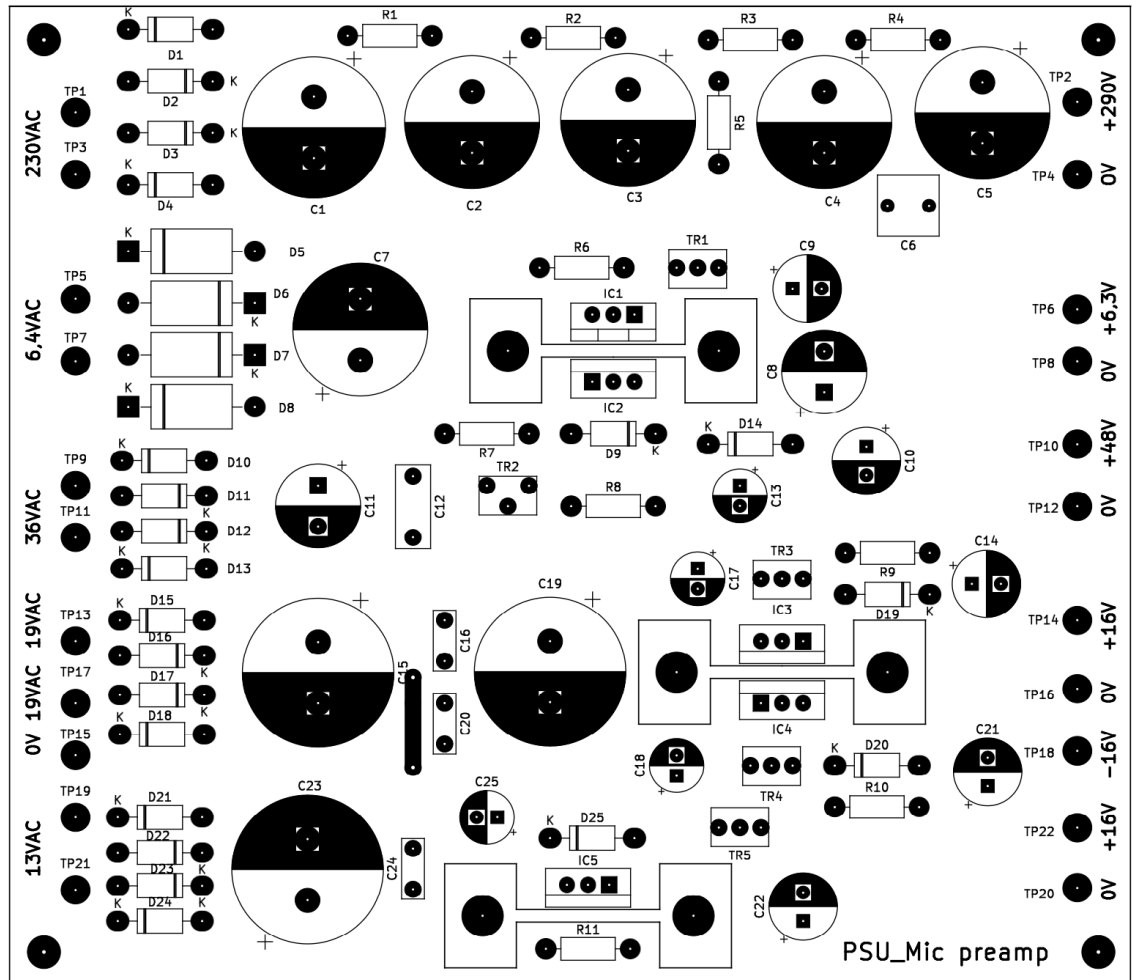 K
R1
R2
R3
R4
D1
TP2
+290V
K
D2
TP1
230VAC
R5
K
D3
TP3
K
D4
TP4
0V
C1
C2
C3
C4
C5
C6
K
D5
C7
R6
TR1
C9
TP5
6,4VAC
D6
K
IC1
TP6
+6,3V
TP7
D7
K
TP8
0V
C8
K
D8
IC2
K
D10
R7
D9
K
K
D14
TP10
+48V
C10
TP9
36VAC
D11
K
C11
C12
TR2
R8
C13
TP11
D12
K
TP12
0V
K
D13
C17
TR3
R9
C14
K
D15
C19
IC3
D19
K
TP13
19VAC
TP14
+16V
D16
K
C16
C15
TP17
19VAC
D17
K
TP16
0V
C20
K
D18
IC4
TP15
0V
C18
K
D20
C21
TP18
-16V
TR4
R10
TP19
13VAC
K
D21
C23
C25
K
D25
TR5
TP22
+16V
D22
K
TP21
D23
K
C24
IC5
TP20
0V
K
D24
C22
R11
PSU_Mic preamp